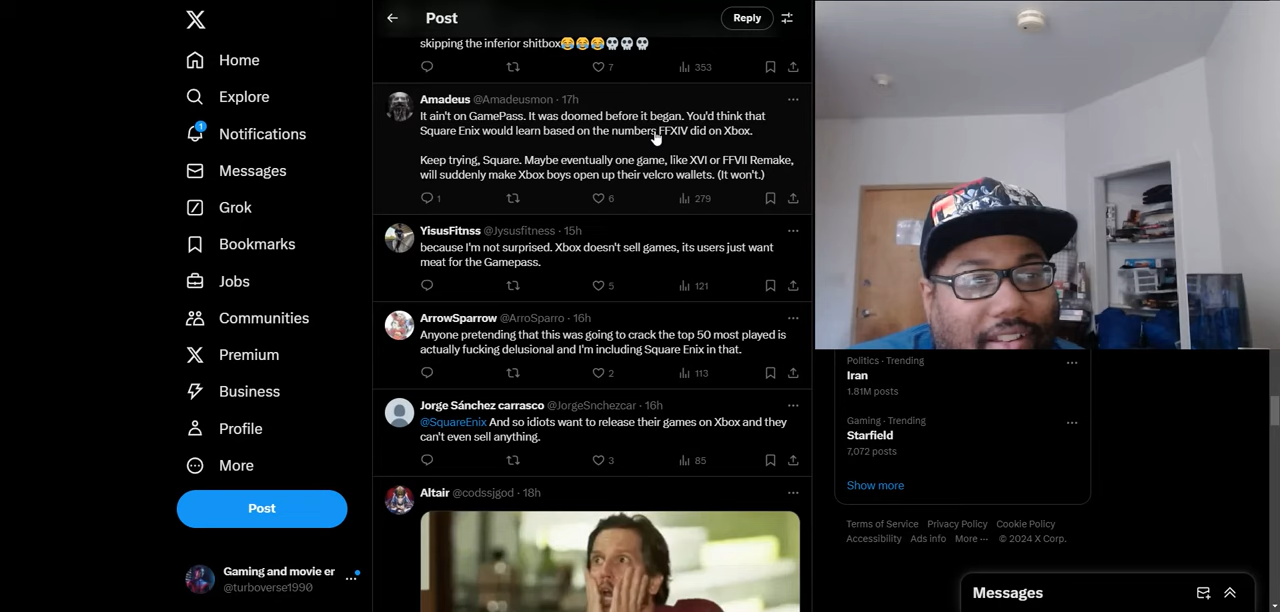 Home
Explore
1
Notifications
Messages
Grok
Bookmarks
Jobs
Communities
Premium
Business
Profile
More
Post
Gaming and movie er
@turboverse1990
Post
Reply
skipping the inferior shitbox😂😂😂💀💀💀
7
353
Amadeus @Amadeusmon · 17h
It ain't on GamePass. It was doomed before it began. You'd think that
Square Enix would learn based on the numbers FFXIV did on Xbox.
Keep trying, Square. Maybe eventually one game, like XVI or FFVII Remake,
will suddenly make Xbox boys open up their velcro wallets. (It won't.)
1
6
279
YisusFitnss @Jysusfitness · 15h
because I'm not surprised. Xbox doesn't sell games, its users just want
meat for the Gamepass.
5
121
ArrowSparrow @ArroSparro · 16h
Anyone pretending that this was going to crack the top 50 most played is
actually fucking delusional and I'm including Square Enix in that.
2
113
Jorge Sánchez carrasco @JorgeSnchezcar · 16h
@SquareEnix And so idiots want to release their games on Xbox and they
can't even sell anything.
3
85
Altair @codssjgod · 18h
Politics · Trending
Iran
1.81M posts
Gaming · Trending
Starfield
7,072 posts
Show more
Terms of Service Privacy Policy Cookie Policy
Accessibility Ads info More ··· © 2024 X Corp.
Messages